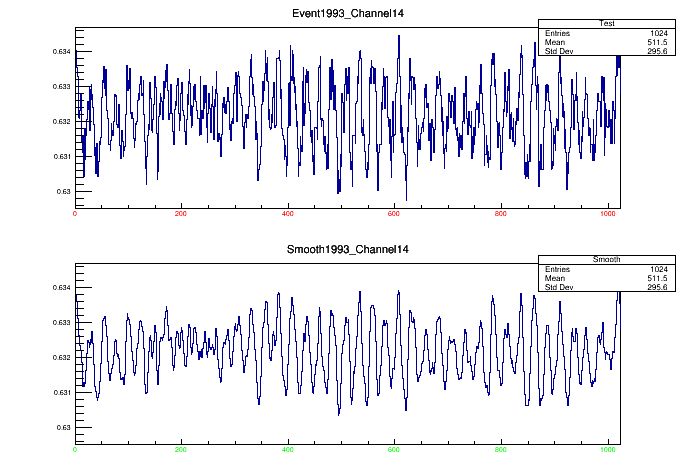 Event1993_Channel14
Test
Entries 1024
Mean 511.5
Std Dev 295.6
0.634
0.633
0.632
0.631
0.63
0 200 400 600 800 1000
Smooth1993_Channel14
Smooth
Entries 1024
Mean 511.5
Std Dev 295.6
0.634
0.633
0.632
0.631
0.63
0 200 400 600 800 1000